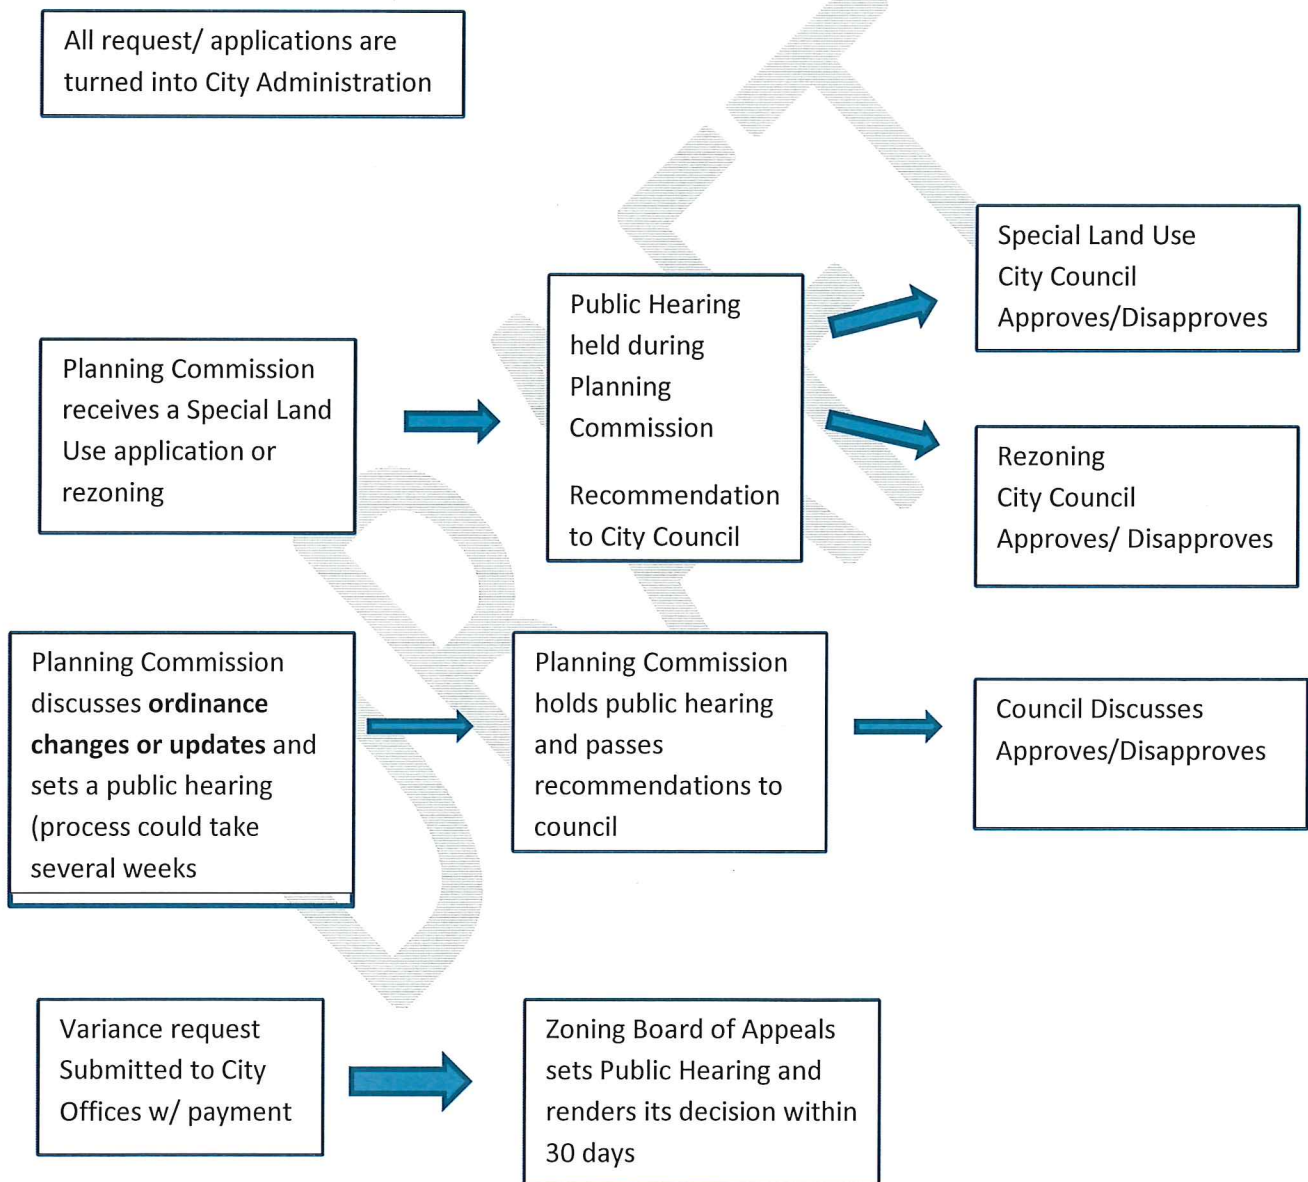 All request/ applications are
turned into City Administration
Planning Commission
receives a Special Land
Use application or
rezoning
Public Hearing
held during
Planning
Commission
Recommendation
to City Council
Special Land Use
City Council
Approves/Disapproves
Rezoning
City Council
Approves/ Disapproves
Planning Commission
discusses ordinance
changes or updates and
sets a public hearing
(process could take
several weeks
Planning Commission
holds public hearing
and passes
recommendations to
council
Council Discusses
Approves/Disapproves
Variance request
Submitted to City
Offices w/ payment
Zoning Board of Appeals
sets Public Hearing and
renders its decision within
30 days
DRAFT